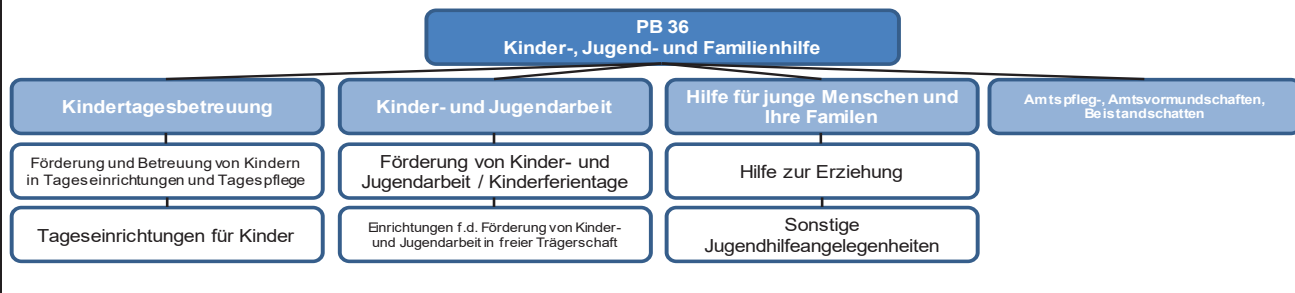 PB 36
Kinder-, Jugend- und Familienhilfe
Kindertagesbetreuung
Förderung und Betreuung von Kindern
in Tageseinrichtungen und Tagespflege
Tageseinrichtungen für Kinder
Kinder- und Jugendarbeit
Förderung von Kinder- und
Jugendarbeit / Kinderferientage
Einrichtungen f.d. Förderung von Kinder-
und Jugendarbeit in freier Trägerschaft
Hilfe für junge Menschen und
Ihre Familen
Hilfe zur Erziehung
Sonstige
Jugendhilfeangelegenheiten
Amtspfleg-, Amtsvormundschaften,
Beistandschatten